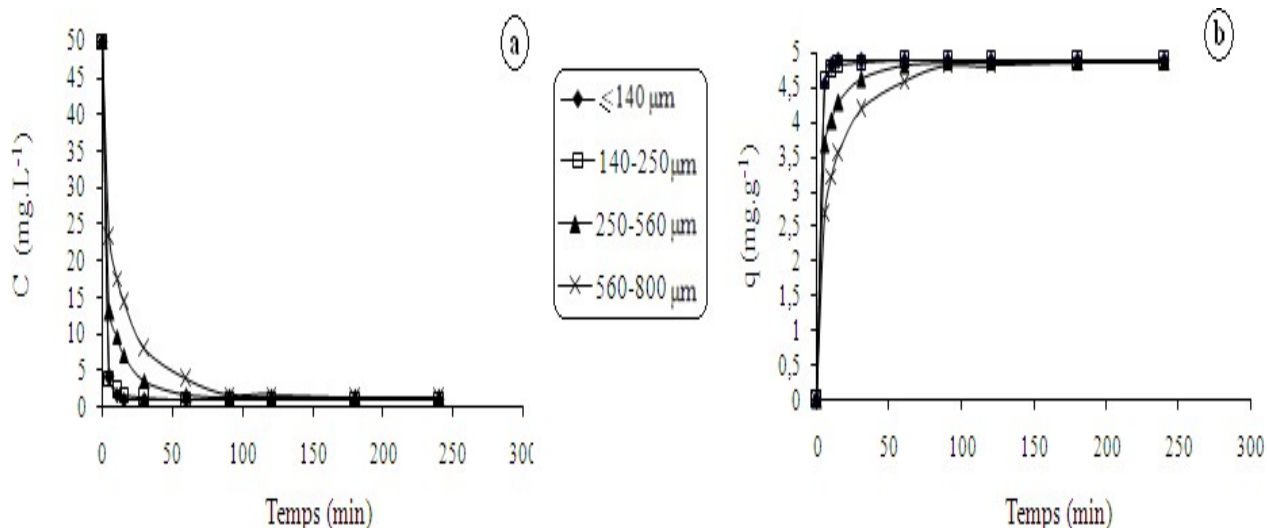 a
50
45
40
35
30
25
20
15
10
5
0
C (mg.L⁻¹)
0 50 100 150 200 250 300
Temps (min)
≤140 µm
140-250µm
250-560 µm
560-800 µm
b
5
4,5
4
3,5
3
2,5
2
1,5
1
0,5
0
q (mg.g⁻¹)
0 50 100 150 200 250 300
Temps (min)